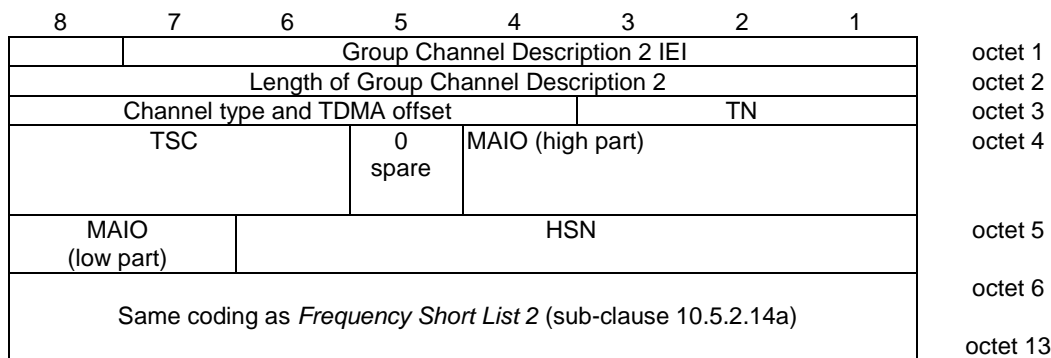 8 7 6 5 4 3 2 1
Group Channel Description 2 IEI octet 1
Length of Group Channel Description 2 octet 2
Channel type and TDMA offset TN octet 3
TSC 0 MAIO (high part) octet 4
spare
MAIO HSN octet 5
(low part)
octet 6
Same coding as Frequency Short List 2 (sub-clause 10.5.2.14a)
octet 13